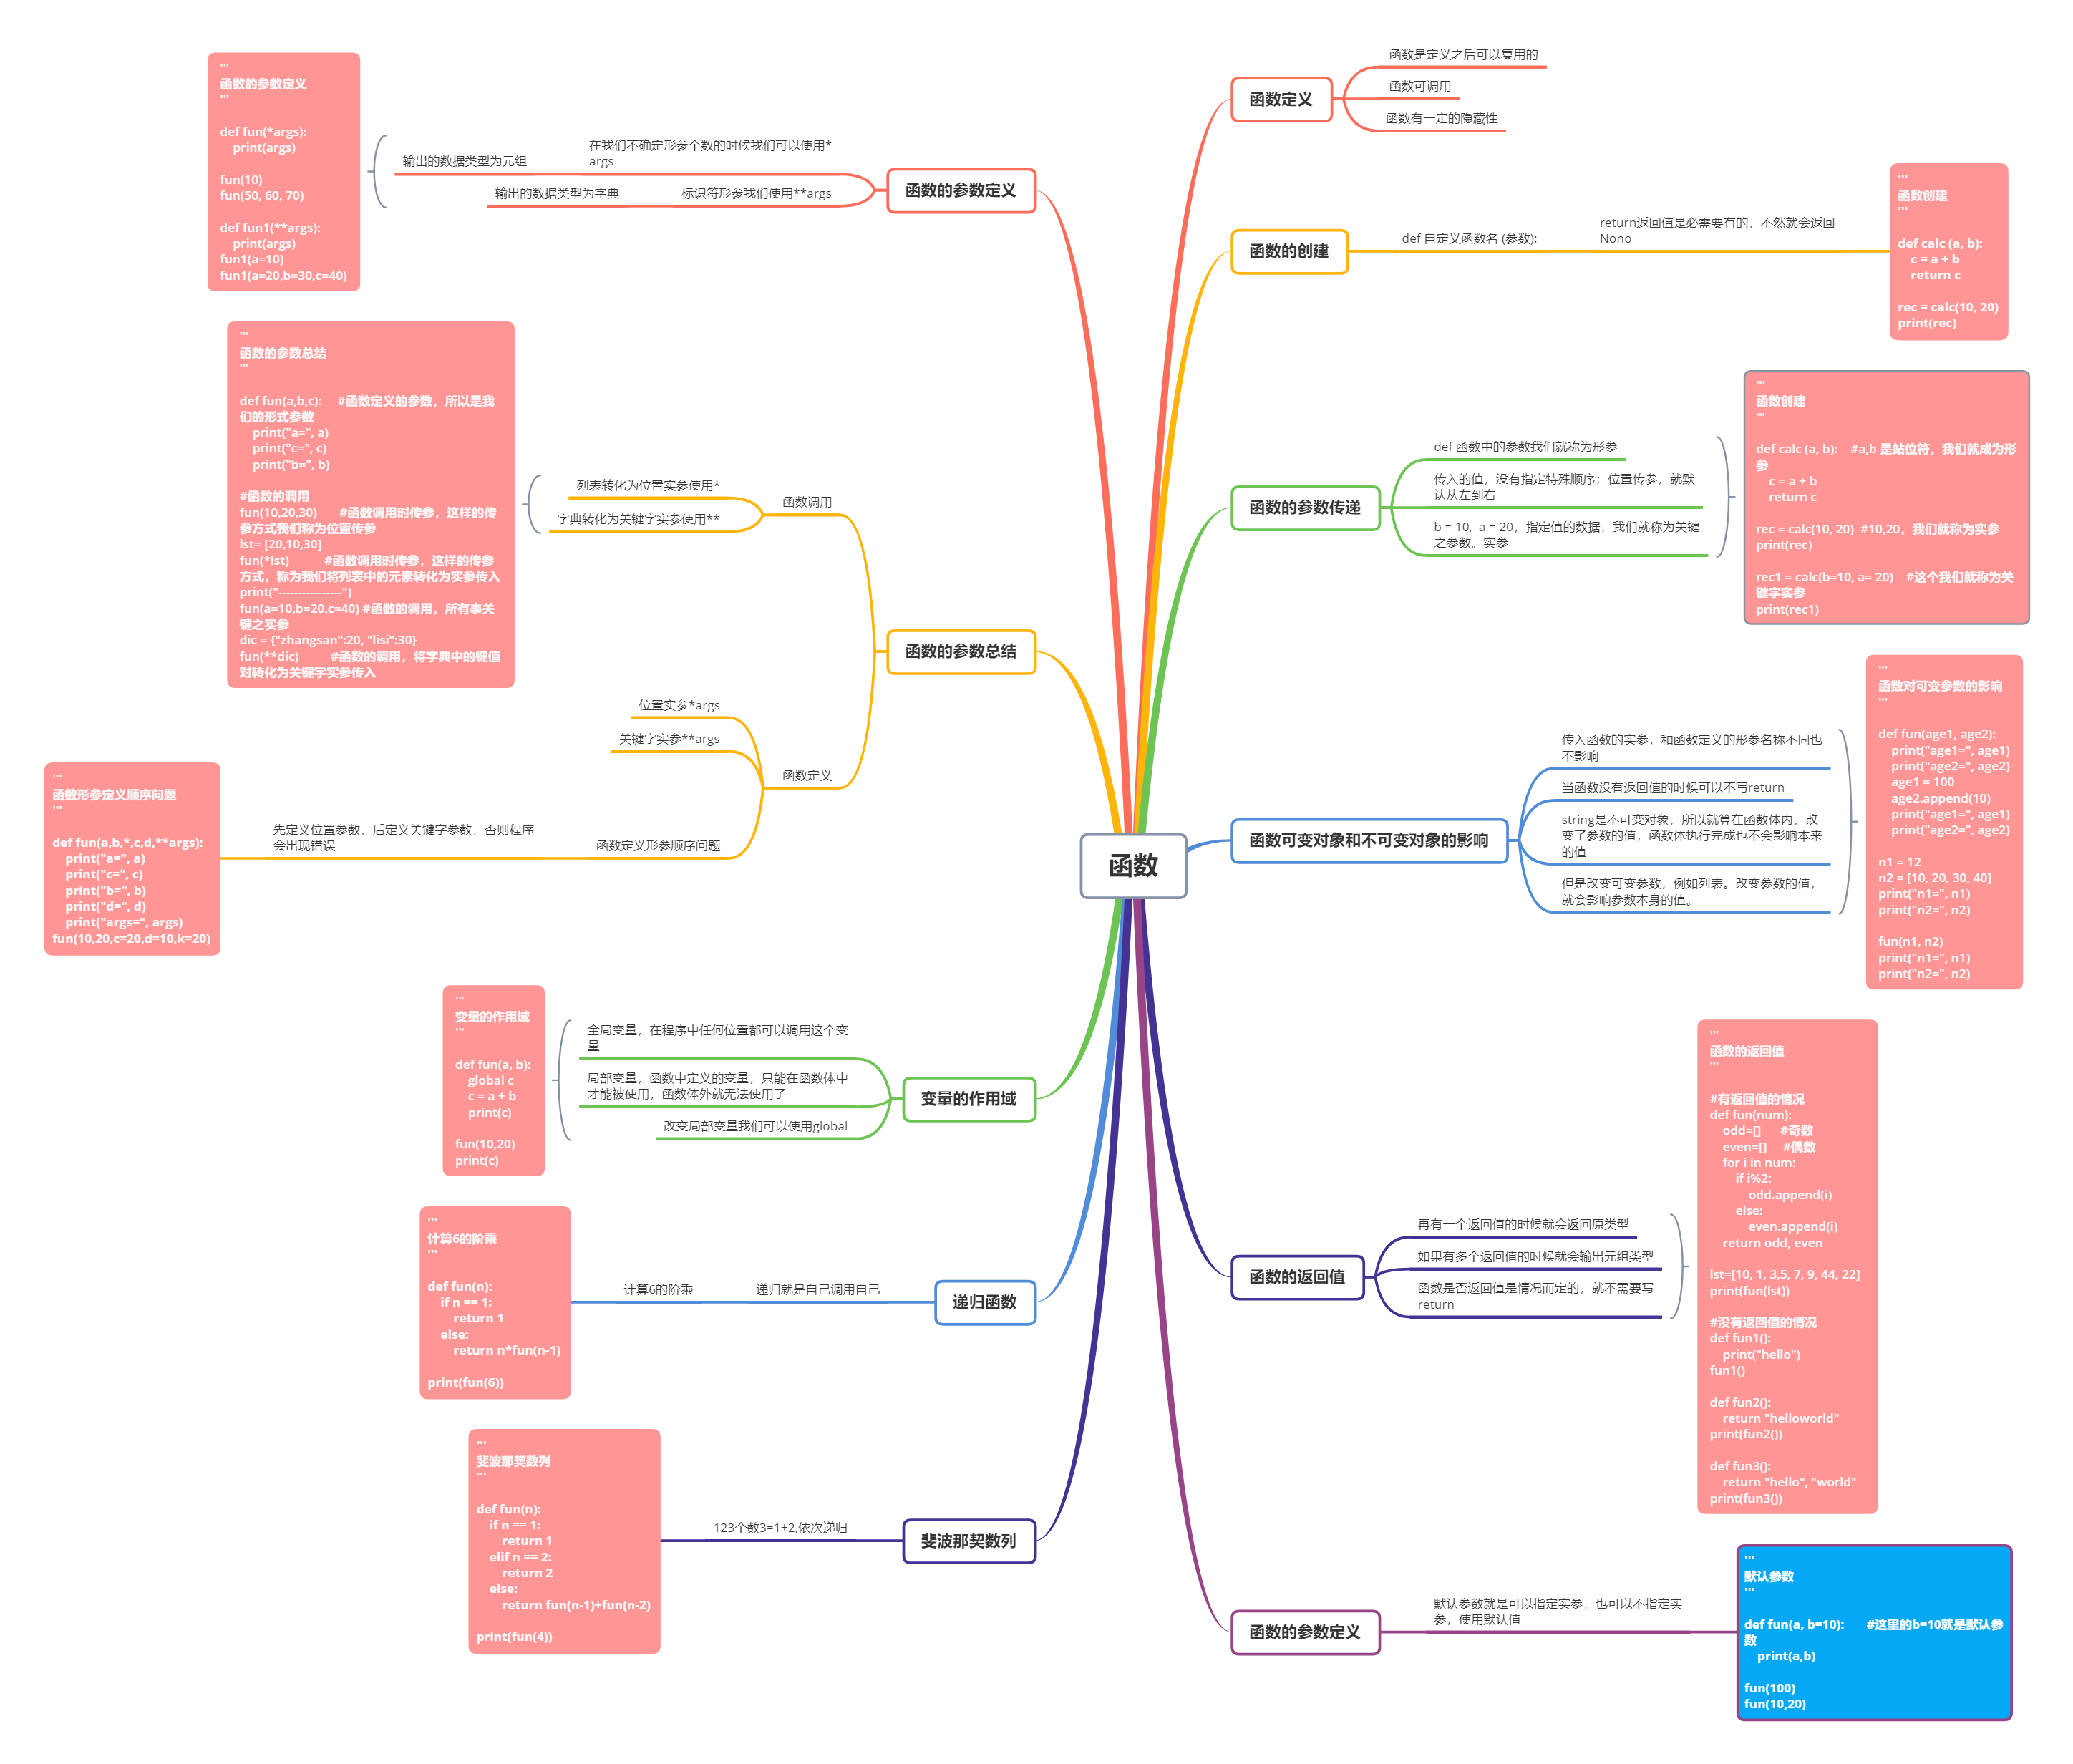 函数
函数定义
函数是定义之后可以复用的
函数可调用
函数有一定的隐藏性
函数的创建
def 自定义函数名 (参数):
return返回值是必需要有的，不然就会返回
Nono
'''
函数创建
'''
def calc (a, b):
    c = a + b
    return c
rec = calc(10, 20)
print(rec)
函数的参数传递
def 函数中的参数我们就称为形参
传入的值，没有指定特殊顺序；位置传参，就默
认从左到右
b = 10,  a = 20，指定值的数据，我们就称为关键
之参数。实参
'''
函数创建
'''
def calc (a, b):    #a,b 是站位符，我们就成为形
参
    c = a + b
    return c
rec = calc(10, 20)  #10,20，我们就称为实参
print(rec)
rec1 = calc(b=10, a= 20)    #这个我们就称为关
键字实参
print(rec1)
函数可变对象和不可变对象的影响
传入函数的实参，和函数定义的形参名称不同也
不影响
当函数没有返回值的时候可以不写return
string是不可变对象，所以就算在函数体内，改
变了参数的值，函数体执行完成也不会影响本来
的值
但是改变可变参数，例如列表。改变参数的值，
就会影响参数本身的值。
'''
函数对可变参数的影响
'''
def fun(age1, age2):
    print("age1=", age1)
    print("age2=", age2)
    age1 = 100
    age2.append(10)
    print("age1=", age1)
    print("age2=", age2)
n1 = 12
n2 = [10, 20, 30, 40]
print("n1=", n1)
print("n2=", n2)
fun(n1, n2)
print("n1=", n1)
print("n2=", n2)
函数的返回值
再有一个返回值的时候就会返回原类型
如果有多个返回值的时候就会输出元组类型
函数是否返回值是情况而定的，就不需要写
return
'''
函数的返回值
'''
#有返回值的情况
def fun(num):
    odd=[]      #奇数
    even=[]     #偶数
    for i in num:
        if i%2:
            odd.append(i)
        else:
            even.append(i)
    return odd, even
lst=[10, 1, 3,5, 7, 9, 44, 22]
print(fun(lst))
#没有返回值的情况
def fun1():
    print("hello")
fun1()
def fun2():
    return "helloworld"
print(fun2())
def fun3():
    return "hello", "world"
print(fun3())
函数的参数定义
默认参数就是可以指定实参，也可以不指定实
参，使用默认值
'''
默认参数
'''
def fun(a, b=10):       #这里的b=10就是默认参
数
    print(a,b)
fun(100)
fun(10,20)
函数的参数定义
在我们不确定形参个数的时候我们可以使用*
args
输出的数据类型为元组
标识符形参我们使用**args
输出的数据类型为字典
'''
函数的参数定义
'''
def fun(*args):
    print(args)
fun(10)
fun(50, 60, 70)
def fun1(**args):
    print(args)
fun1(a=10)
fun1(a=20,b=30,c=40)
函数的参数总结
函数调用
列表转化为位置实参使用*
字典转化为关键字实参使用**
'''
函数的参数总结
'''
def fun(a,b,c):     #函数定义的参数，所以是我
们的形式参数
    print("a=", a)
    print("c=", c)
    print("b=", b)
#函数的调用
fun(10,20,30)       #函数调用时传参，这样的传
参方式我们称为位置传参
lst= [20,10,30]
fun(*lst)           #函数调用时传参，这样的传参
方式，称为我们将列表中的元素转化为实参传入
print("----------------")
fun(a=10,b=20,c=40) #函数的调用，所有事关
键之实参
dic = {"zhangsan":20, "lisi":30}
fun(**dic)          #函数的调用，将字典中的键值
对转化为关键字实参传入
函数定义
位置实参*args
关键字实参**args
函数定义形参顺序问题
先定义位置参数，后定义关键字参数，否则程序
会出现错误
'''
函数形参定义顺序问题
'''
def fun(a,b,*,c,d,**args):
    print("a=", a)
    print("c=", c)
    print("b=", b)
    print("d=", d)
    print("args=", args)
fun(10,20,c=20,d=10,k=20)
变量的作用域
全局变量，在程序中任何位置都可以调用这个变
量
局部变量，函数中定义的变量，只能在函数体中
才能被使用，函数体外就无法使用了
改变局部变量我们可以使用global
'''
变量的作用域
'''
def fun(a, b):
    global c
    c = a + b
    print(c)
fun(10,20)
print(c)
递归函数
递归就是自己调用自己
计算6的阶乘
'''
计算6的阶乘
'''
def fun(n):
    if n == 1:
        return 1
    else:
        return n*fun(n-1)
print(fun(6))
斐波那契数列
123个数3=1+2,依次递归
'''
斐波那契数列
'''
def fun(n):
    if n == 1:
        return 1
    elif n == 2:
        return 2
    else:
        return fun(n-1)+fun(n-2)
print(fun(4))